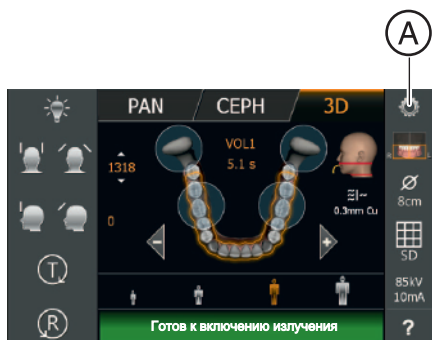 A
PAN CEPH 3D
VOL1
5.1 s
1318
0
0.3mm Cu
R L
8cm
SD
85kV
10mA
T
R
Готов к включению излучения
?